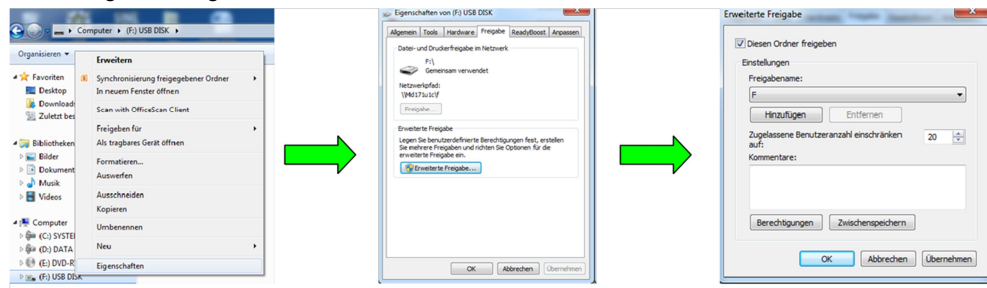 Computer ▸ (F:) USB DISK ▸
Organisieren
Favoriten
Desktop
Downloads
Zuletzt bes
Bibliotheken
Bilder
Dokument
Musik
Videos
Computer
(C:) SYSTE
(D:) DATA
(E:) DVD-R
(F:) USB DISK
Erweitern
Synchronisierung freigegebener Ordner
In neuem Fenster öffnen
Scan with OfficeScan Client
Freigeben für
Als tragbares Gerät öffnen
Formatieren...
Auswerfen
Ausschneiden
Kopieren
Umbenennen
Neu
Eigenschaften
Eigenschaften von (F:) USB DISK
Allgemein Tools Hardware Freigabe ReadyBoost Anpassen
Datei- und Druckerfreigabe im Netzwerk
F:\
Gemeinsam verwendet
Netzwerkpfad:
\\Md171u1c\f
Freigabe...
Erweiterte Freigabe
Legen Sie benutzerdefinierte Berechtigungen fest, erstellen
Sie mehrere Freigaben und richten Sie Optionen für die
erweiterte Freigabe ein.
Erweiterte Freigabe...
OK Abbrechen Übernehmen
Erweiterte Freigabe
Diesen Ordner freigeben
Einstellungen
Freigabename:
F
Hinzufügen Entfernen
Zugelassene Benutzeranzahl einschränken 20
auf:
Kommentare:
Berechtigungen Zwischenspeichern
OK Abbrechen Übernehmen